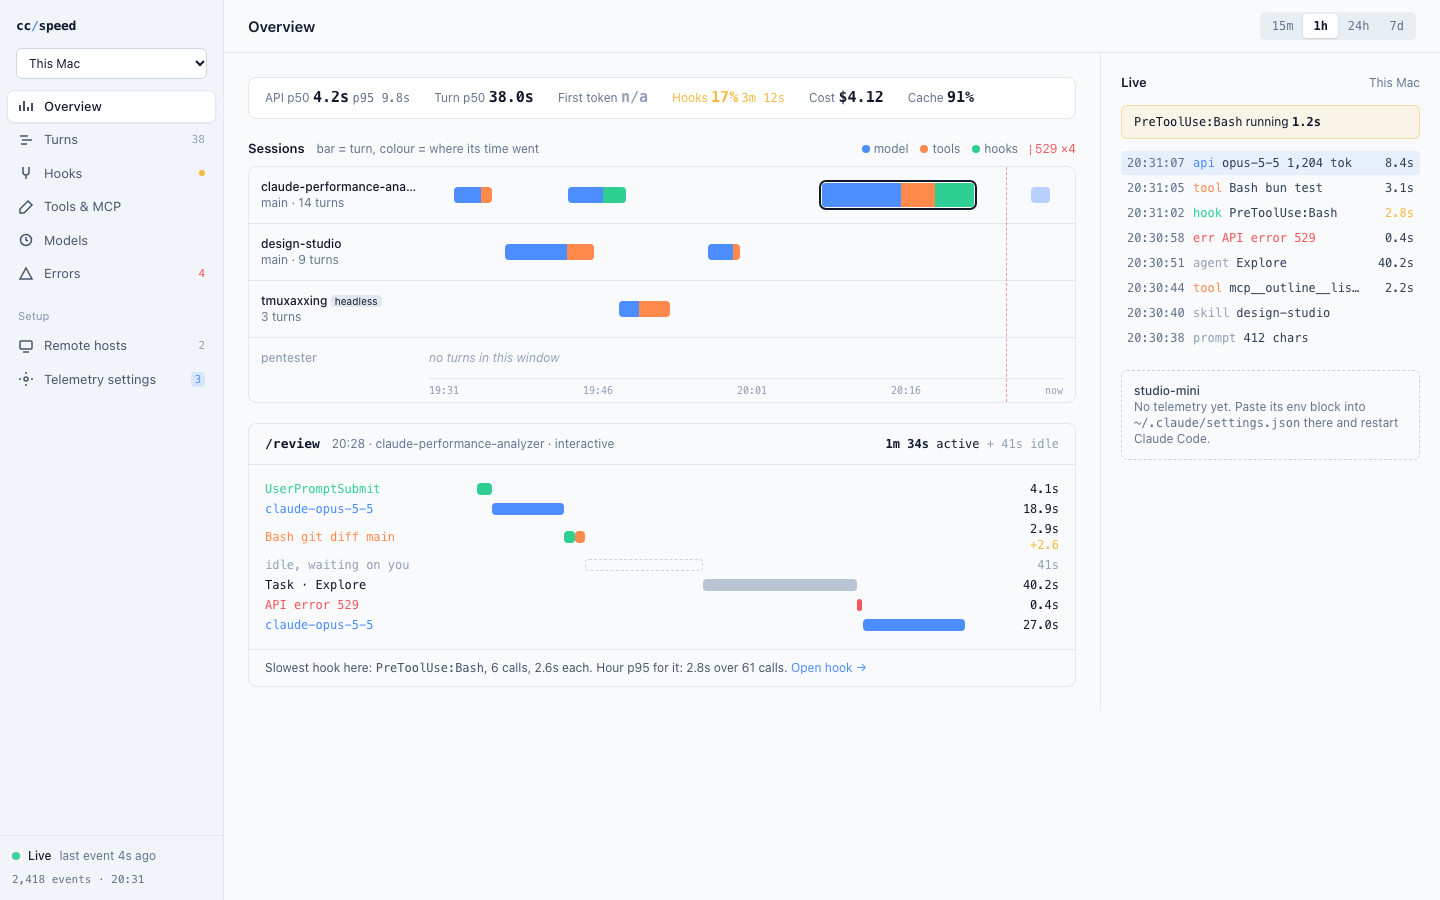 cc/speed
This Mac
Overview
Turns 38
Hooks
Tools & MCP
Models
Errors 4
Setup
Remote hosts 2
Telemetry settings 3
Live last event 4s ago
2,418 events · 20:31
Overview
15m 1h 24h 7d
API p50 4.2s p95 9.8s Turn p50 38.0s First token n/a Hooks 17% 3m 12s Cost $4.12 Cache 91%
Sessions bar = turn, colour = where its time went model tools hooks 529 ×4
claude-performance-ana…
main · 14 turns
design-studio
main · 9 turns
tmuxaxxing headless
3 turns
pentester no turns in this window
19:31 19:46 20:01 20:16 now
/review 20:28 · claude-performance-analyzer · interactive 1m 34s active + 41s idle
UserPromptSubmit 4.1s
claude-opus-5-5 18.9s
Bash git diff main 2.9s
+2.6
idle, waiting on you 41s
Task · Explore 40.2s
API error 529 0.4s
claude-opus-5-5 27.0s
Slowest hook here: PreToolUse:Bash, 6 calls, 2.6s each. Hour p95 for it: 2.8s over 61 calls. Open hook →
Live This Mac
PreToolUse:Bash running 1.2s
20:31:07 api opus-5-5 1,204 tok 8.4s
20:31:05 tool Bash bun test 3.1s
20:31:02 hook PreToolUse:Bash 2.8s
20:30:58 err API error 529 0.4s
20:30:51 agent Explore 40.2s
20:30:44 tool mcp__outline__lis… 2.2s
20:30:40 skill design-studio
20:30:38 prompt 412 chars
studio-mini
No telemetry yet. Paste its env block into
~/.claude/settings.json there and restart
Claude Code.